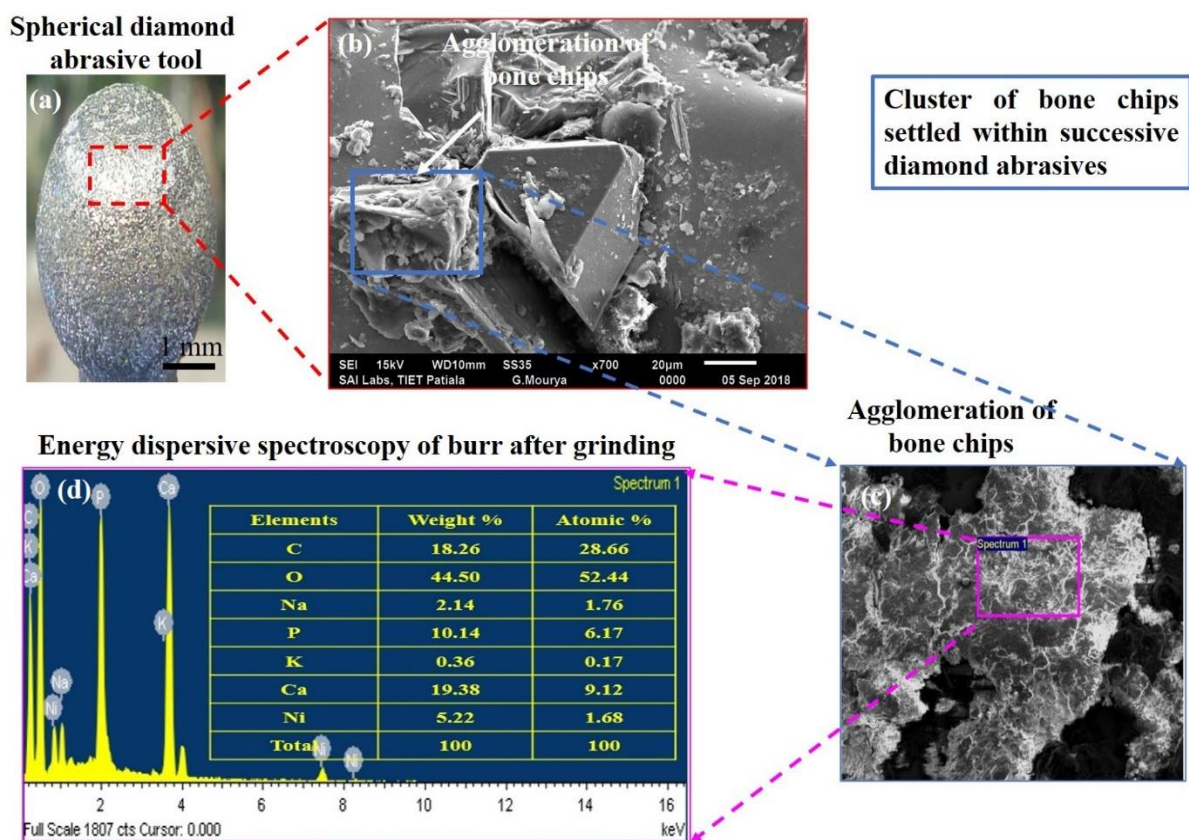 Spherical diamond
abrasive tool
(a)
1 mm
(b)
Agglomeration of
bone chips
SEI 15kV WD10mm SS35 x700 20µm
SAI Labs, TIET Patiala G.Mourya 0000 05 Sep 2018
Cluster of bone chips
settled within successive
diamond abrasives
Agglomeration of
bone chips
(c)
Spectrum 1
Energy dispersive spectroscopy of burr after grinding
(d)
Spectrum 1
O
P
Ca
C
K
Ca
K
Na
Ni
Ni
Ni
Elements Weight % Atomic %
C 18.26 28.66
O 44.50 52.44
Na 2.14 1.76
P 10.14 6.17
K 0.36 0.17
Ca 19.38 9.12
Ni 5.22 1.68
Total 100 100
2 4 6 8 10 12 14 16
Full Scale 1807 cts Cursor: 0.000 keV